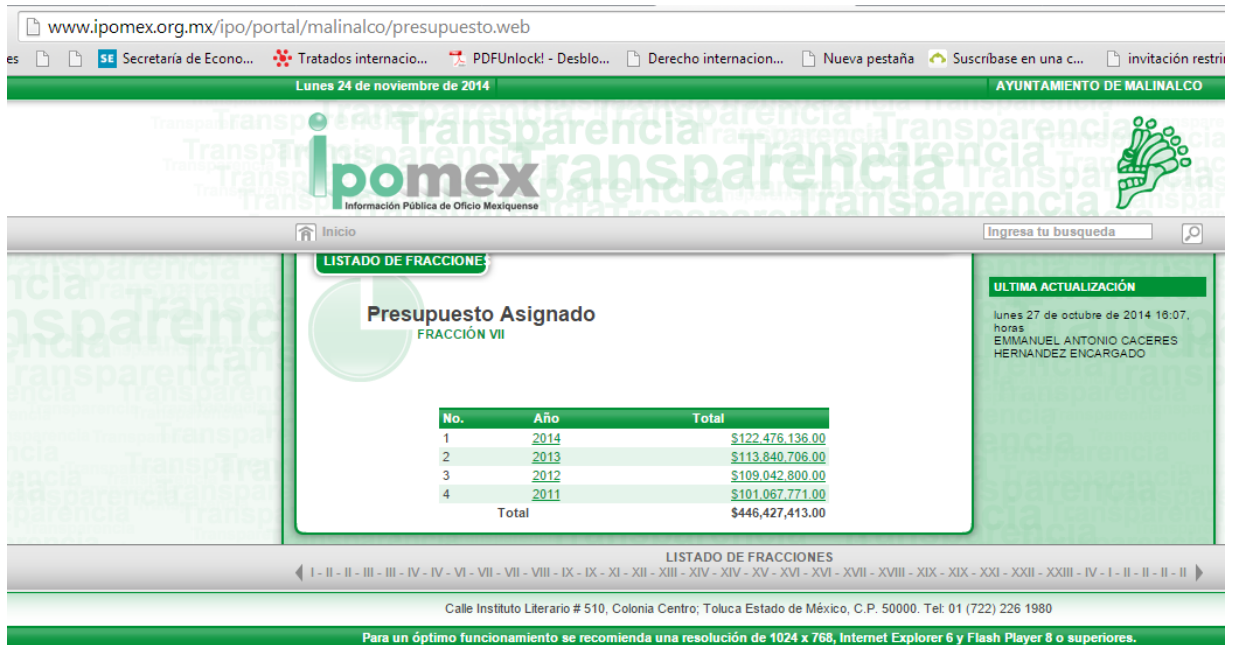 www.ipomex.org.mx/ipo/portal/malinalco/presupuesto.web
es SE Secretaría de Econo... Tratados internacio... PDFUnlock! - Desblo... Derecho internacion... Nueva pestaña Suscríbase en una c... invitación restri
Lunes 24 de noviembre de 2014 AYUNTAMIENTO DE MALINALCO
Transparencia
ipomex
Información Pública de Oficio Mexiquense
Inicio Ingresa tu busqueda
LISTADO DE FRACCIONES
ULTIMA ACTUALIZACIÓN
Presupuesto Asignado
FRACCIÓN VII
lunes 27 de octubre de 2014 16:07,
horas
EMMANUEL ANTONIO CACERES
HERNANDEZ ENCARGADO
No. Año Total
1 2014 $122,476,136.00
2 2013 $113,840,706.00
3 2012 $109,042,800.00
4 2011 $101,067,771.00
Total $446,427,413.00
LISTADO DE FRACCIONES
I - II - II - III - III - IV - IV - VI - VII - VII - VIII - IX - IX - XI - XII - XIII - XIV - XIV - XV - XVI - XVI - XVII - XVIII - XIX - XIX - XXI - XXII - XXIII - IV - I - II - II - II - II
Calle Instituto Literario # 510, Colonia Centro; Toluca Estado de México, C.P. 50000. Tel: 01 (722) 226 1980
Para un óptimo funcionamiento se recomienda una resolución de 1024 x 768, Internet Explorer 6 y Flash Player 8 o superiores.